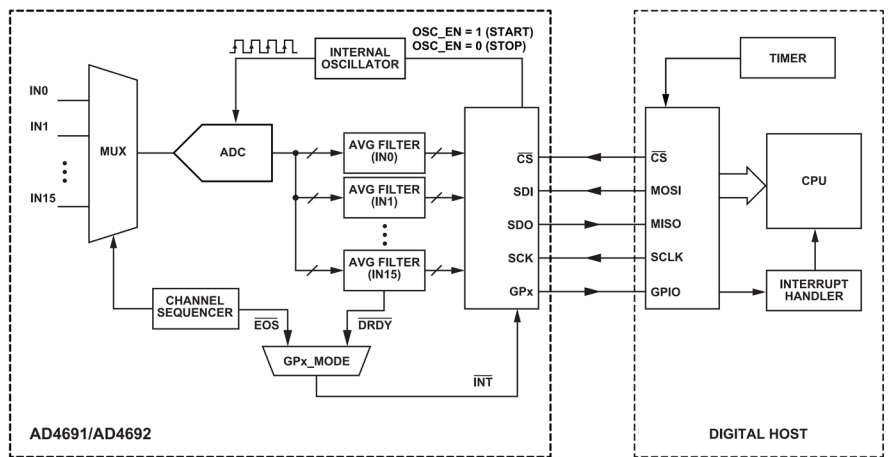 OSC_EN = 1 (START)
OSC_EN = 0 (STOP)
INTERNAL
OSCILLATOR
TIMER
IN0
IN1
IN15
MUX
ADC
AVG FILTER
(IN0)
AVG FILTER
(IN1)
AVG FILTER
(IN15)
CS
SDI
SDO
SCK
GPx
CS
MOSI
MISO
SCLK
GPIO
CPU
INTERRUPT
HANDLER
CHANNEL
SEQUENCER
EOS
DRDY
GPx_MODE
INT
AD4691/AD4692
DIGITAL HOST